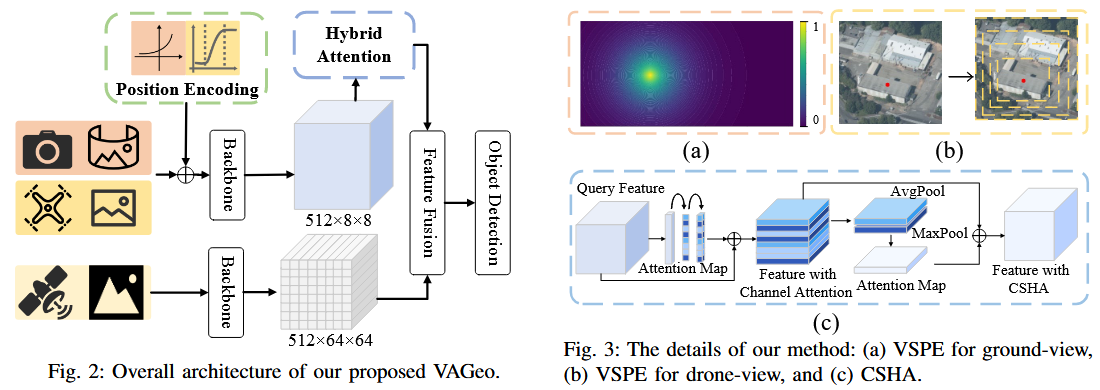 Hybrid
Attention
Position Encoding
Backbone
512×8×8
Feature Fusion
Object Detection
Backbone
512×64×64
Fig. 2: Overall architecture of our proposed VAGeo.
1
0
(a)
(b)
Query Feature
AvgPool
MaxPool
Attention Map
Feature with
Channel Attention
Attention Map
Feature with
CSHA
(c)
Fig. 3: The details of our method: (a) VSPE for ground-view,
(b) VSPE for drone-view, and (c) CSHA.